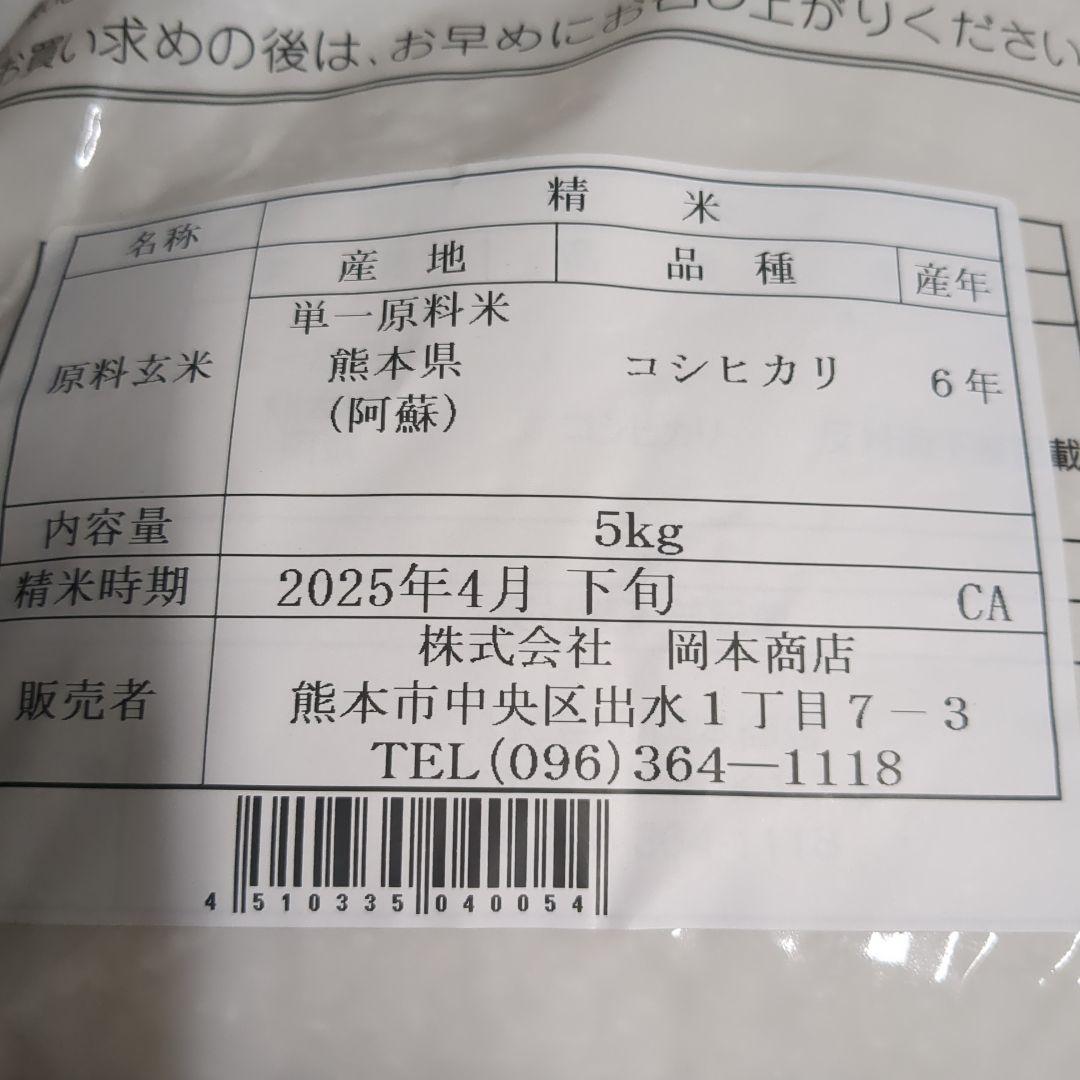 お買い求めの後は、お早めにお召し上がりください
名称 精 米
産 地 品 種 産年
原料玄米 単一原料米 コシヒカリ 6年
熊本県
(阿蘇)
載
内容量 5kg
精米時期 2025年4月 下旬 CA
販売者 株式会社 岡本商店
熊本市中央区出水1丁目7-3
TEL(096)364-1118
4 510335 040054